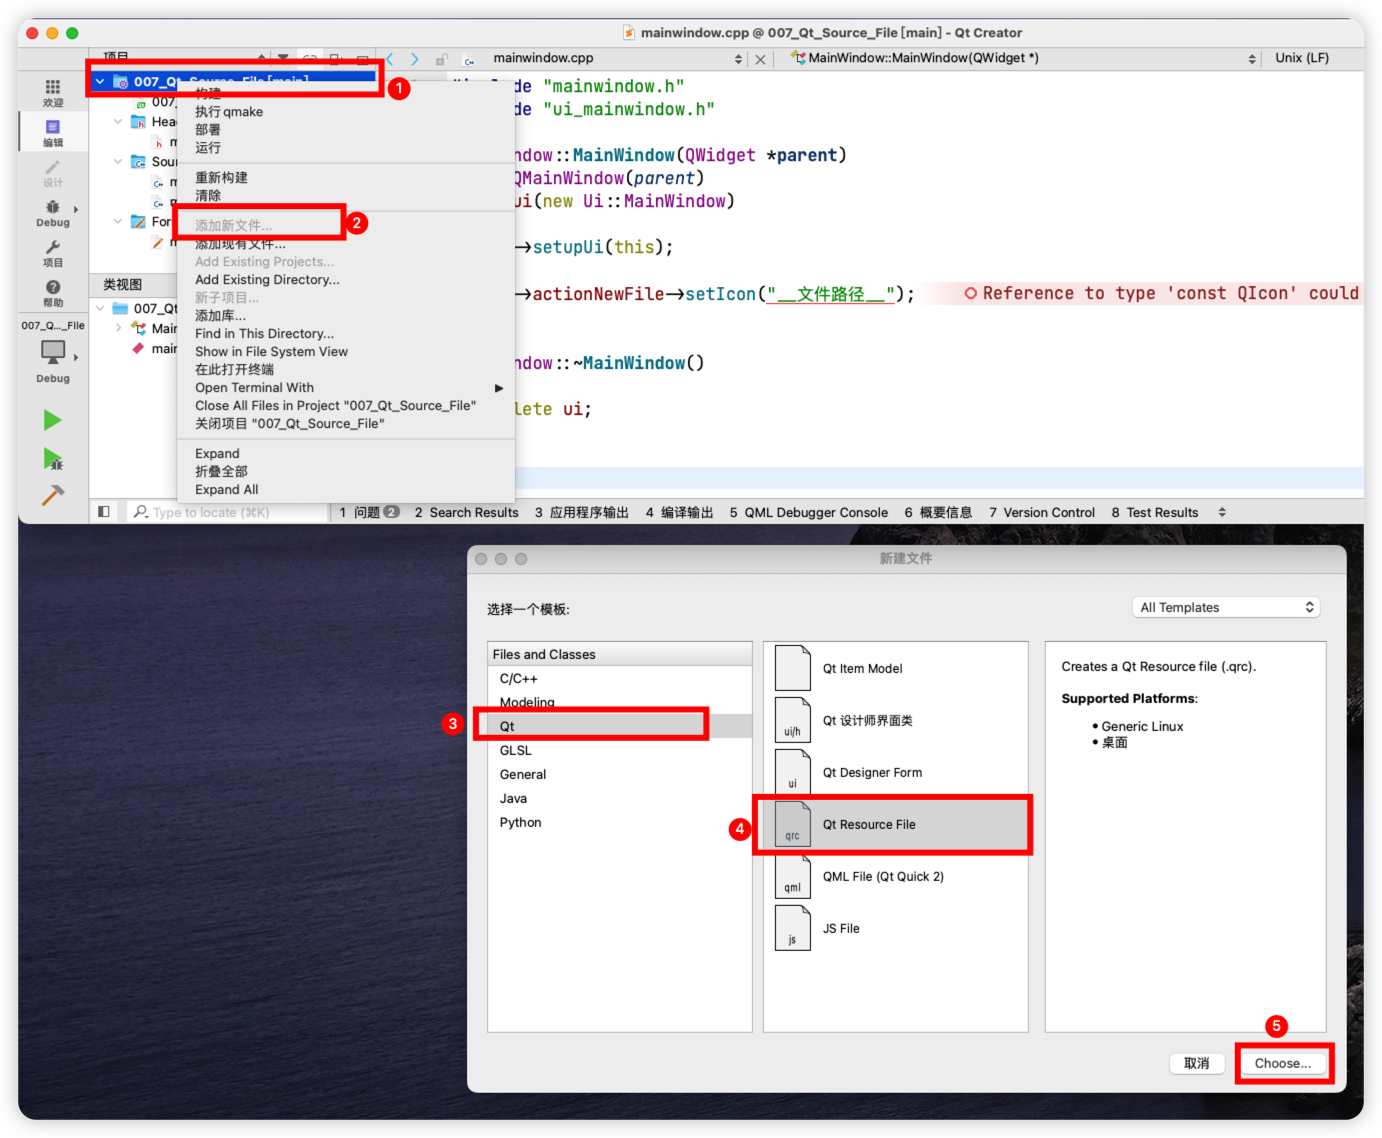 mainwindow.cpp @ 007_Qt_Source_File [main] - Qt Creator
项目
mainwindow.cpp
MainWindow::MainWindow(QWidget *)
Unix (LF)
007_Qt_Source_File [main]
1
欢迎
编辑
设计
Debug
项目
帮助
007_Q..._File
Debug
007_
Hea
m
Sour
m
m
For
m
类视图
007_Qt
Main
mair
构建
执行 qmake
部署
运行
重新构建
清除
添加新文件...
2
添加现有文件...
Add Existing Projects...
Add Existing Directory...
新子项目...
添加库...
Find in This Directory...
Show in File System View
在此打开终端
Open Terminal With
Close All Files in Project "007_Qt_Source_File"
关闭项目 "007_Qt_Source_File"
Expand
折叠全部
Expand All
de "mainwindow.h"
de "ui_mainwindow.h"
ndow::MainWindow(QWidget *parent)
QMainWindow(parent)
ui(new Ui::MainWindow)
→setupUi(this);
→actionNewFile→setIcon("__文件路径__");
Reference to type 'const QIcon' could
ndow::~MainWindow()
lete ui;
Type to locate (⌘K)
1 问题 2
2 Search Results
3 应用程序输出
4 编译输出
5 QML Debugger Console
6 概要信息
7 Version Control
8 Test Results
新建文件
选择一个模板:
All Templates
Files and Classes
C/C++
Modeling
3
Qt
GLSL
General
Java
Python
Qt Item Model
ui/h
Qt 设计师界面类
ui
Qt Designer Form
4
qrc
Qt Resource File
qml
QML File (Qt Quick 2)
js
JS File
Creates a Qt Resource file (.qrc).
Supported Platforms:
• Generic Linux
• 桌面
5
取消
Choose...